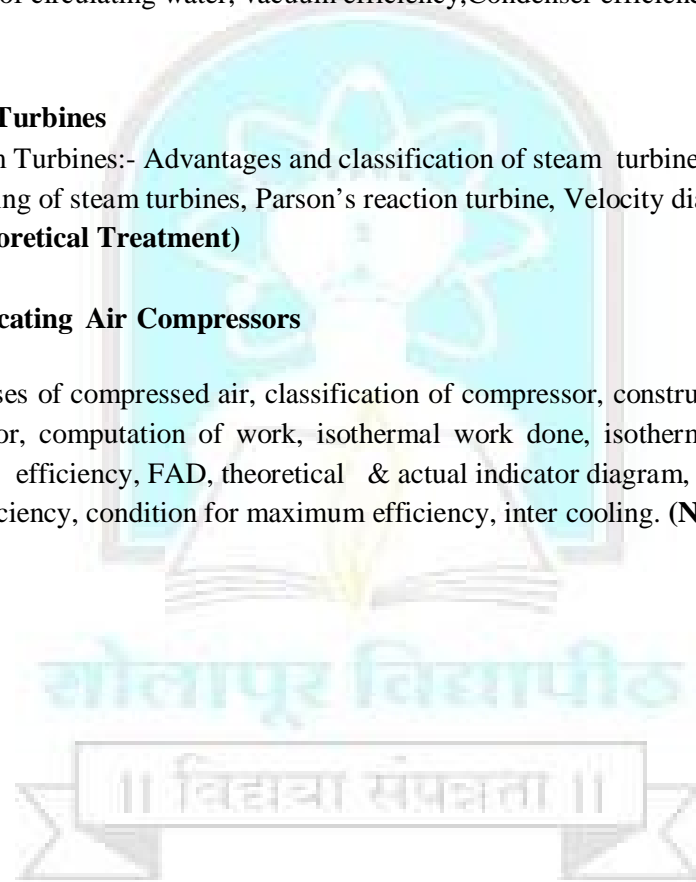 of circulating water, vacuum efficiency,Condenser efficien
Turbines
Turbines:- Advantages and classification of steam turbine
ing of steam turbines, Parson's reaction turbine, Velocity dia
oretical Treatment)
cating Air Compressors
ses of compressed air, classification of compressor, constru
or, computation of work, isothermal work done, isotherm
efficiency, FAD, theoretical & actual indicator diagram,
ciency, condition for maximum efficiency, inter cooling. (N
सोलापूर विद्यापीठ
॥ विद्यया संपन्नता ॥